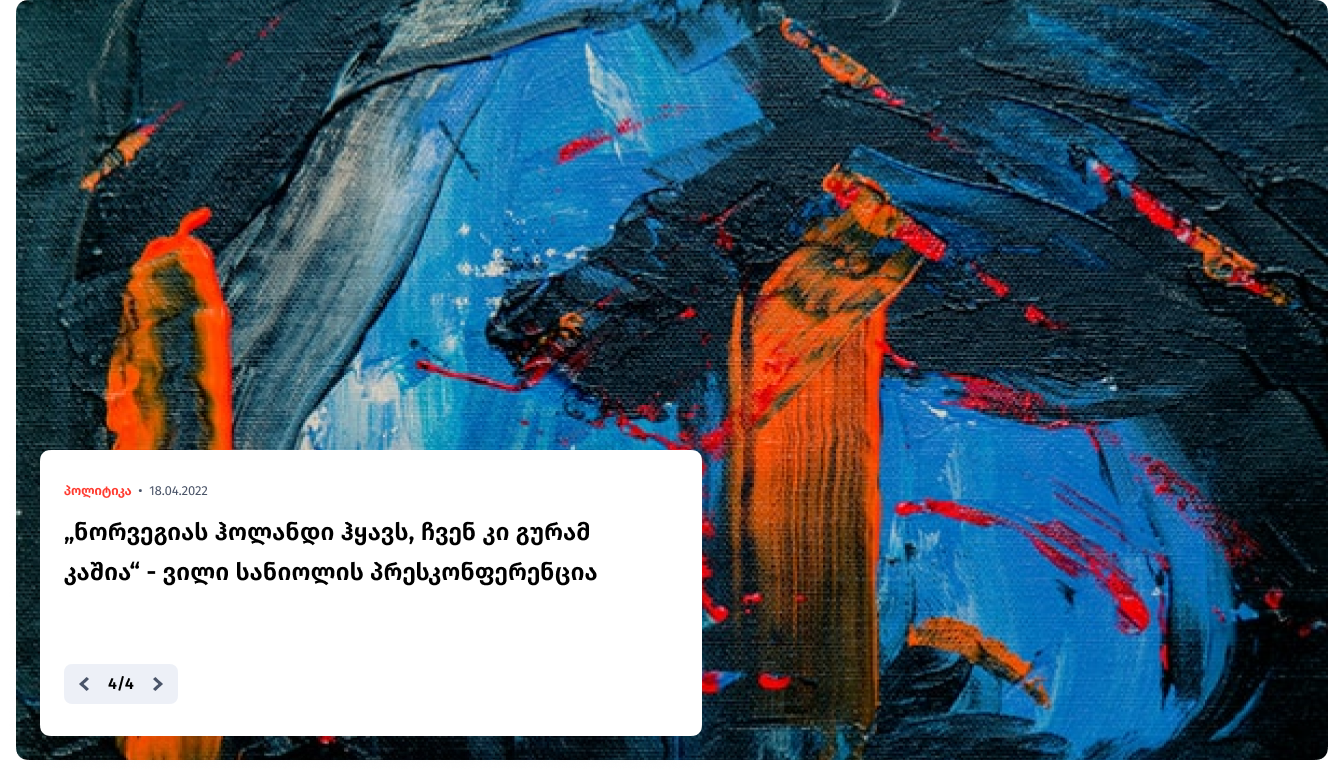 პოლიტიკა • 18.04.2022
„ნორვეგიას ჰოლანდი ჰყავს, ჩვენ კი გურამ
კაშია“ - ვილი სანიოლის პრესკონფერენცია
4/4